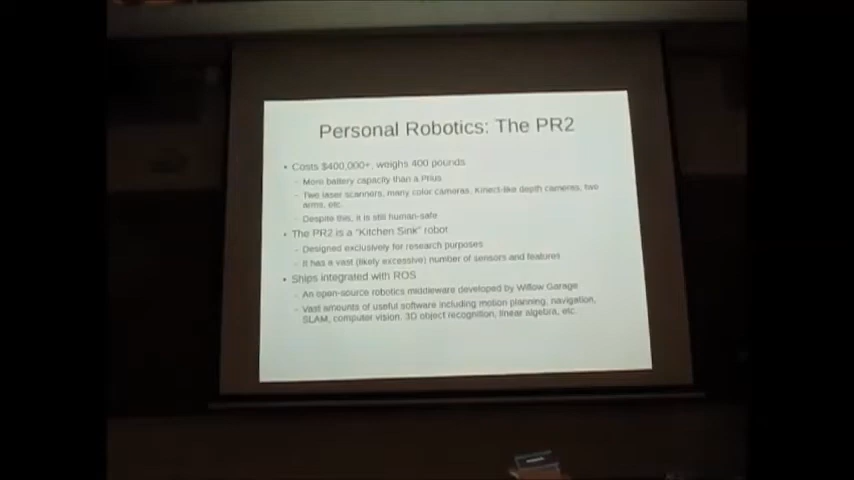 Personal Robotics: The PR2
• Costs $400,000+, weighs 400 pounds
– More battery capacity than a Prius
– Two laser scanners, many color cameras, Kinect-like depth cameras, two
arms, etc.
– Despite this, it is still human-safe
• The PR2 is a "Kitchen Sink" robot
– Designed exclusively for research purposes
– It has a vast (likely excessive) number of sensors and features
• Ships integrated with ROS
– An open-source robotics middleware developed by Willow Garage
– Vast amounts of useful software including motion planning, navigation,
SLAM, computer vision, 3D object recognition, linear algebra, etc.